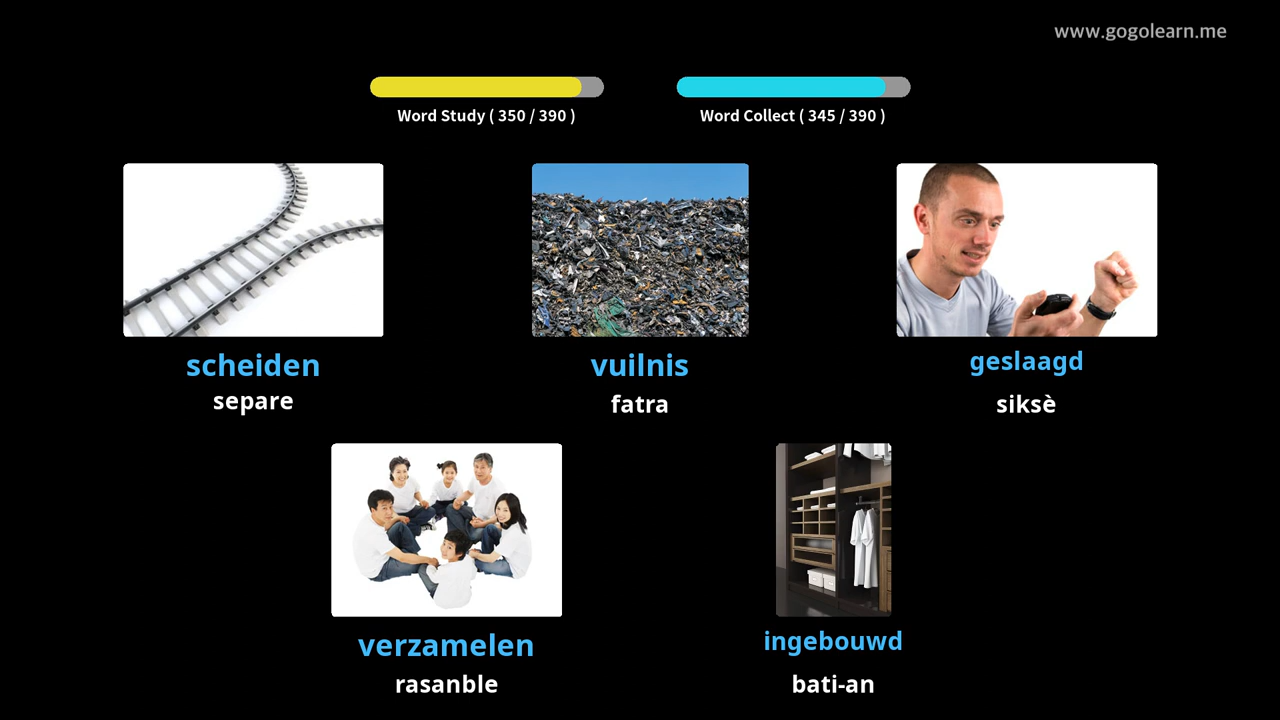 www.gogolearn.me
Word Study ( 350 / 390 )
Word Collect ( 345 / 390 )
scheiden
separe
vuilnis
fatra
geslaagd
siksè
verzamelen
rasanble
ingebouwd
bati-an